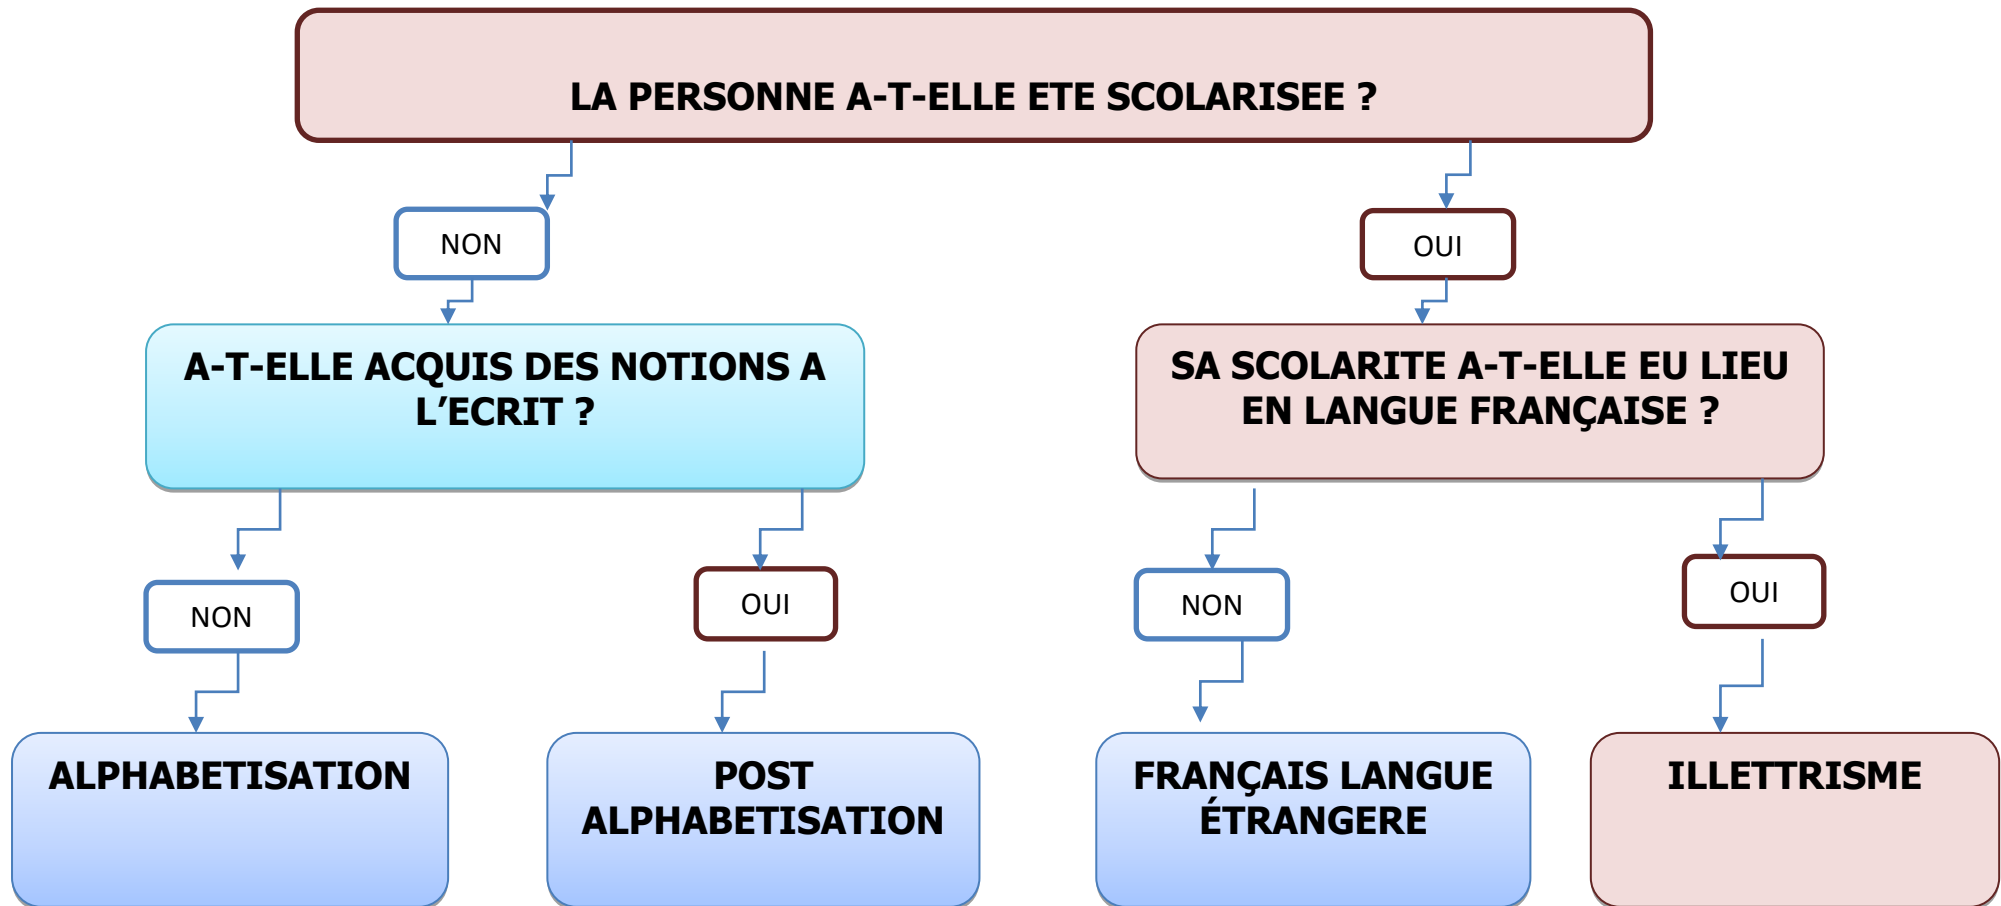 LA PERSONNE A-T-ELLE ETE SCOLARISEE ?
NON
OUI
A-T-ELLE ACQUIS DES NOTIONS A
L’ECRIT ?
SA SCOLARITE A-T-ELLE EU LIEU
EN LANGUE FRANÇAISE ?
NON
OUI
NON
OUI
ALPHABETISATION
POST
ALPHABETISATION
FRANÇAIS LANGUE
ÉTRANGERE
ILLETTRISME